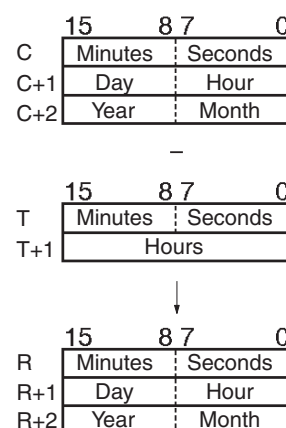 15 8 7 0
C Minutes Seconds
C+1 Day Hour
C+2 Year Month
–
15 8 7 0
T Minutes Seconds
T+1 Hours
15 8 7 0
R Minutes Seconds
R+1 Day Hour
R+2 Year Month